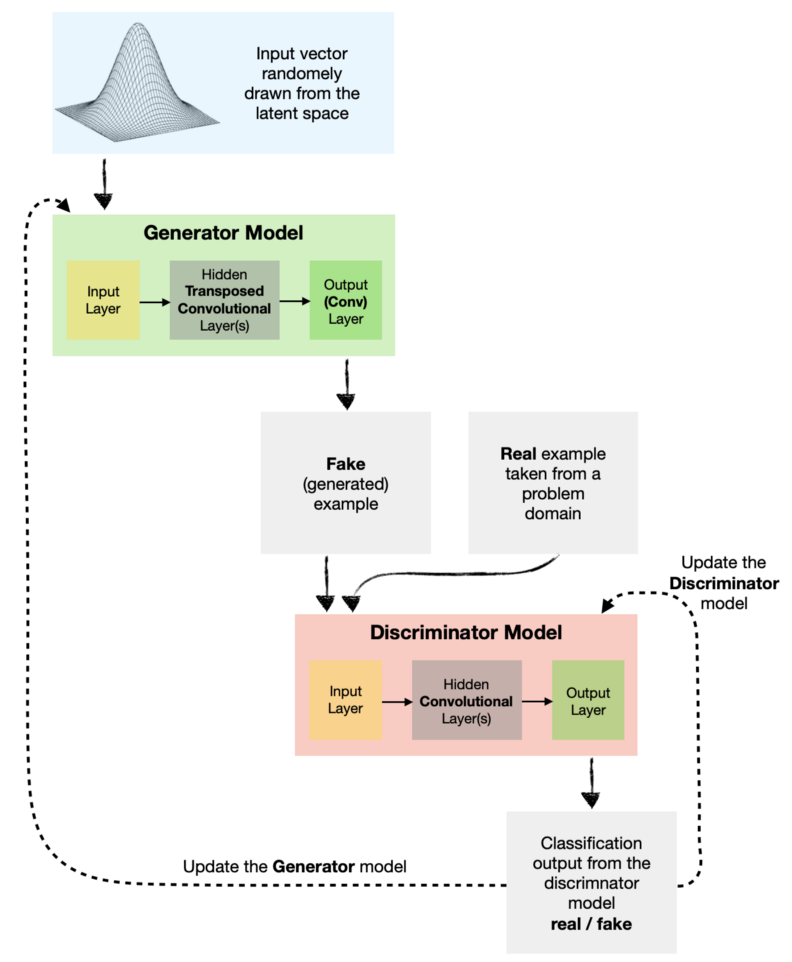 Input vector
randomely
drawn from the
latent space
Generator Model
Input
Layer
Hidden
Transposed
Convolutional
Layer(s)
Output
(Conv)
Layer
Fake
(generated)
example
Real example
taken from a
problem
domain
Update the
Discriminator
model
Discriminator Model
Input
Layer
Hidden
Convolutional
Layer(s)
Output
Layer
Classification
output from the
discrimnator
model
real / fake
Update the Generator model